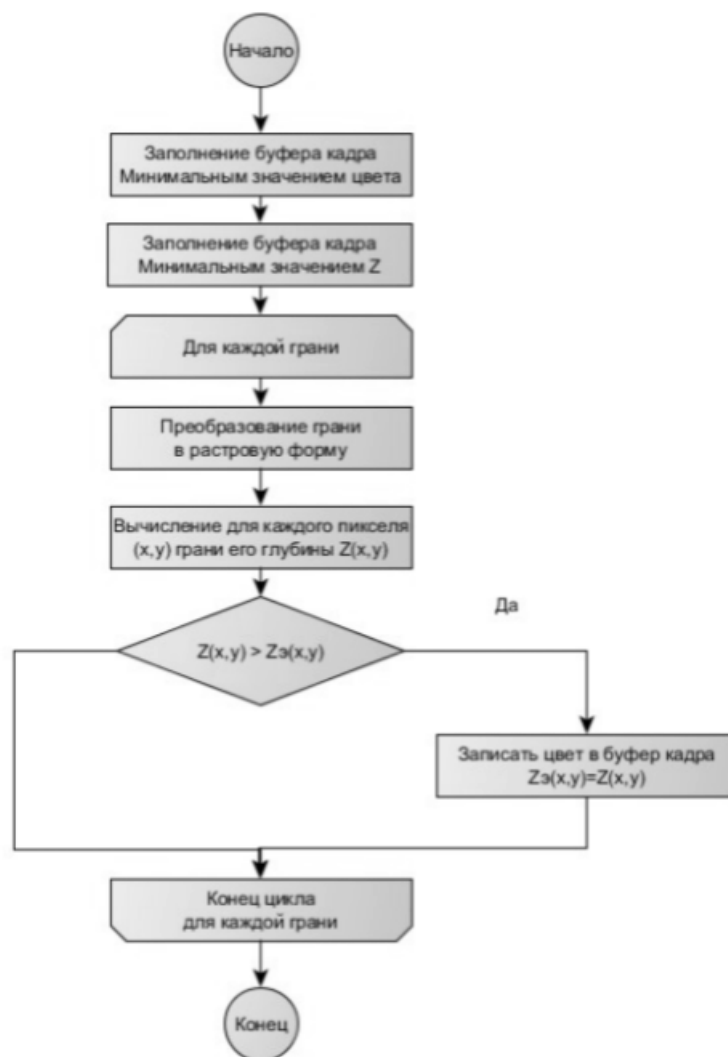 Начало
Заполнение буфера кадра
Минимальным значением цвета
Заполнение буфера кадра
Минимальным значением Z
Для каждой грани
Преобразование грани
в растровую форму
Вычисление для каждого пикселя
(x,y) грани его глубины Z(x,y)
Да
Z(x,y) > Zэ(x,y)
Записать цвет в буфер кадра
Zэ(x,y)=Z(x,y)
Конец цикла
для каждой грани
Конец